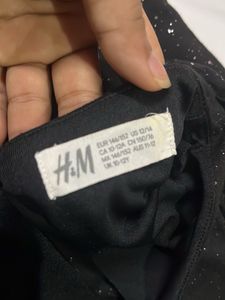 H&M
EUR 146/152 US 12/14
CA 10-12A CN 150/76
MX 146/152 AUS 11-12
UK 10-12Y